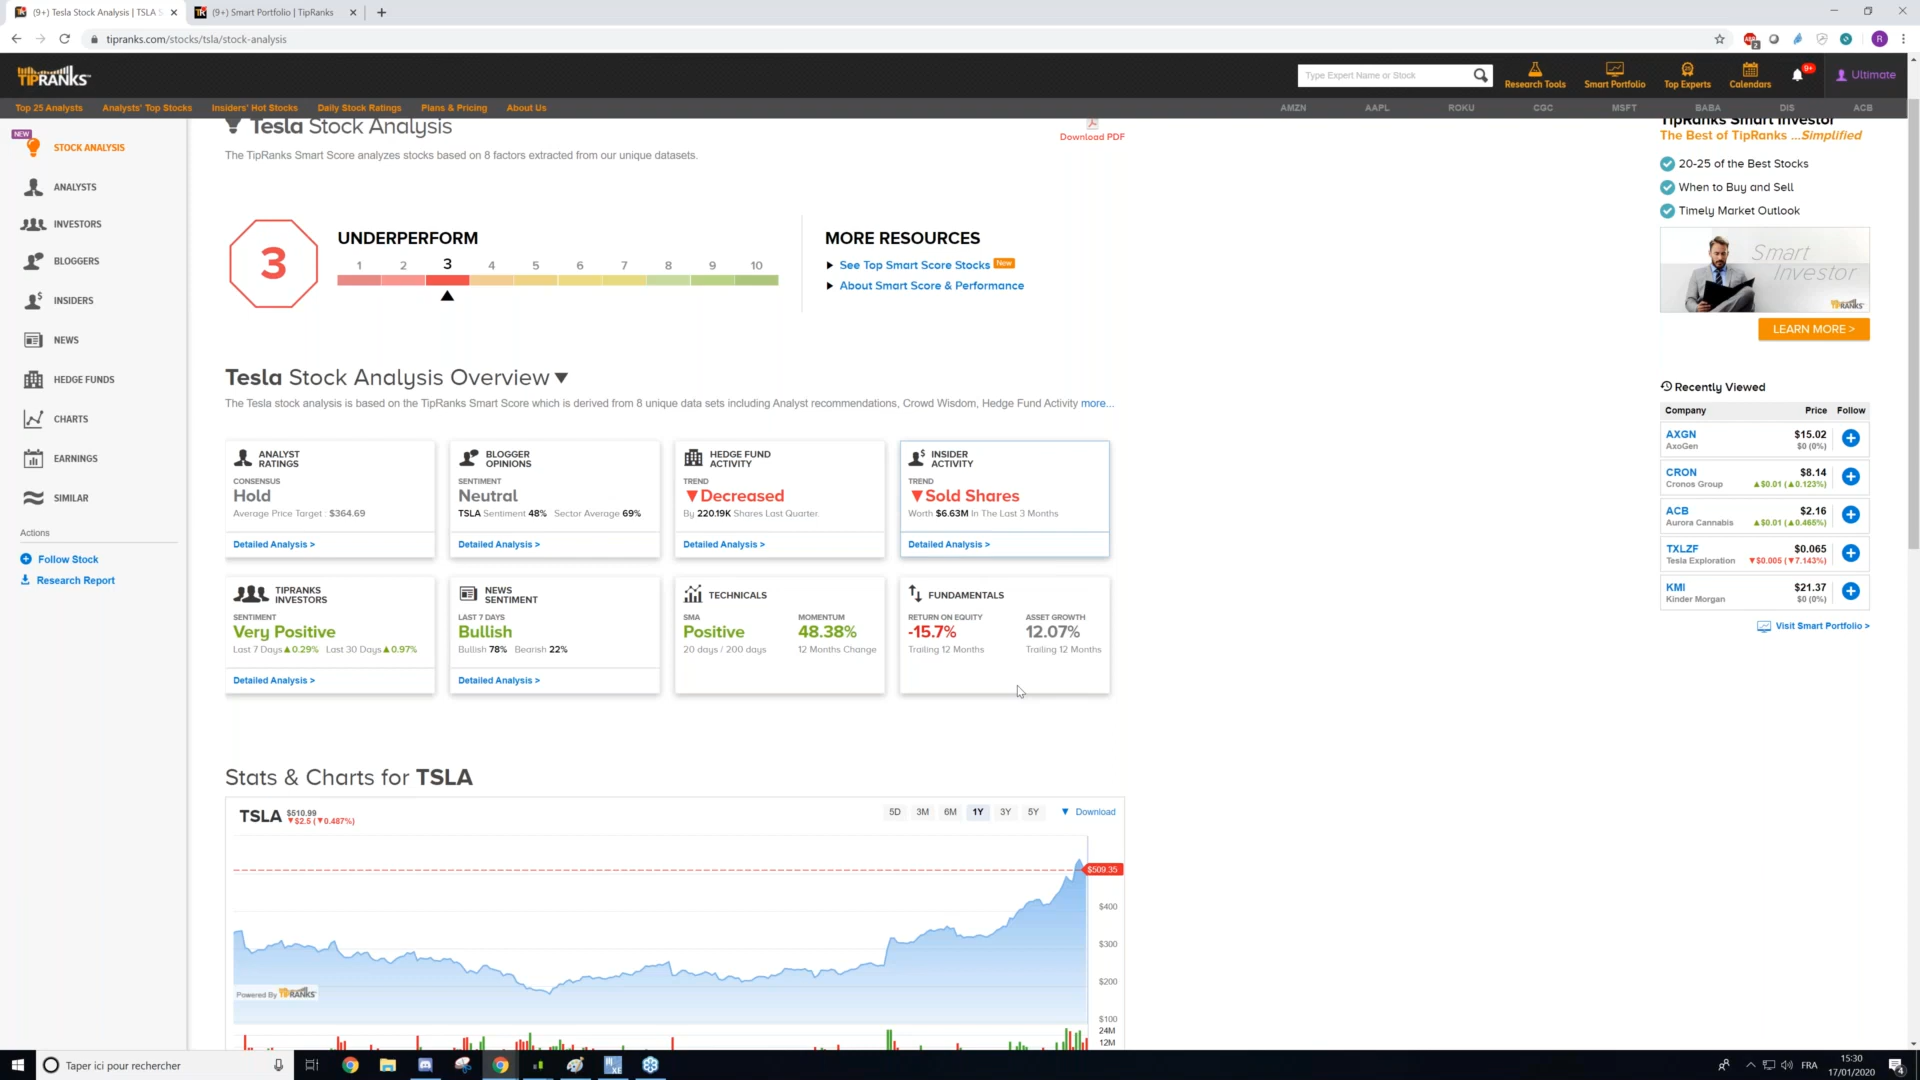 (9+) Tesla Stock Analysis | TSLA S
(9+) Smart Portfolio | TipRanks
tipranks.com/stocks/tsla/stock-analysis
TIPRANKS
Type Expert Name or Stock
Research Tools
Smart Portfolio
Top Experts
Calendars
9+
Ultimate
Top 25 Analysts
Analysts' Top Stocks
Insiders' Hot Stocks
Daily Stock Ratings
Plans & Pricing
About Us
AMZN
AAPL
ROKU
CGC
MSFT
BABA
DIS
ACB
NEW
STOCK ANALYSIS
ANALYSTS
INVESTORS
BLOGGERS
INSIDERS
NEWS
HEDGE FUNDS
CHARTS
EARNINGS
SIMILAR
Actions
Follow Stock
Research Report
Tesla Stock Analysis
Download PDF
The TipRanks Smart Score analyzes stocks based on 8 factors extracted from our unique datasets.
3
UNDERPERFORM
1 2 3 4 5 6 7 8 9 10
MORE RESOURCES
See Top Smart Score Stocks New
About Smart Score & Performance
Tesla Stock Analysis Overview
The Tesla stock analysis is based on the TipRanks Smart Score which is derived from 8 unique data sets including Analyst recommendations, Crowd Wisdom, Hedge Fund Activity more...
ANALYST
RATINGS
CONSENSUS
Hold
Average Price Target : $364.69
Detailed Analysis >
BLOGGER
OPINIONS
SENTIMENT
Neutral
TSLA Sentiment 48% Sector Average 69%
Detailed Analysis >
HEDGE FUND
ACTIVITY
TREND
▼Decreased
By 220.19K Shares Last Quarter.
Detailed Analysis >
INSIDER
ACTIVITY
TREND
▼Sold Shares
Worth $6.63M In The Last 3 Months
Detailed Analysis >
TIPRANKS
INVESTORS
SENTIMENT
Very Positive
Last 7 Days▲0.29% Last 30 Days▲0.97%
Detailed Analysis >
NEWS
SENTIMENT
LAST 7 DAYS
Bullish
Bullish 78% Bearish 22%
Detailed Analysis >
TECHNICALS
SMA
Positive
20 days / 200 days
MOMENTUM
48.38%
12 Months Change
FUNDAMENTALS
RETURN ON EQUITY
-15.7%
Trailing 12 Months
ASSET GROWTH
12.07%
Trailing 12 Months
Stats & Charts for TSLA
TSLA
$510.99
▼$2.5 (▼0.487%)
5D 3M 6M 1Y 3Y 5Y
▼ Download
$509.35
$400
$300
$200
$100
24M
12M
Powered By TIPRANKS
TipRanks Smart Investor
The Best of TipRanks ...Simplified
20-25 of the Best Stocks
When to Buy and Sell
Timely Market Outlook
Smart
Investor
TIPRANKS
LEARN MORE >
Recently Viewed
Company Price Follow
AXGN $15.02
AxoGen $0 (0%)
CRON $8.14
Cronos Group ▲$0.01 (▲0.123%)
ACB $2.16
Aurora Cannabis ▲$0.01 (▲0.465%)
TXLZF $0.065
Tesla Exploration ▼$0.005 (▼7.143%)
KMI $21.37
Kinder Morgan $0 (0%)
Visit Smart Portfolio >
Taper ici pour rechercher
FRA
15:30
17/01/2020
4